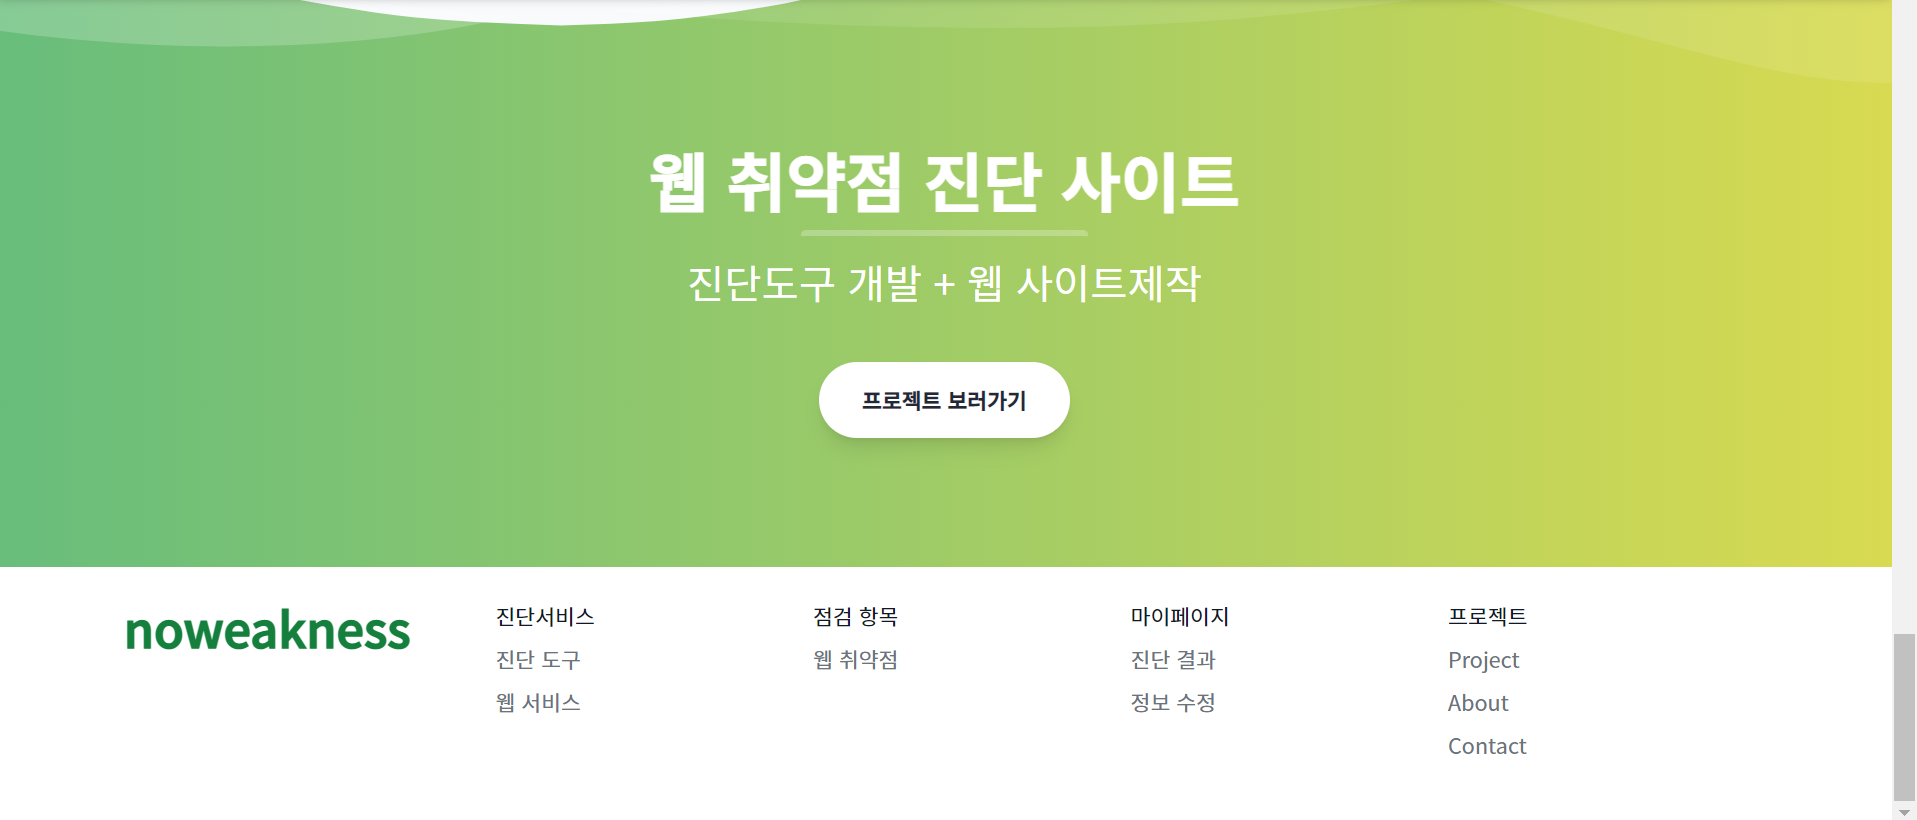 웹 취약점 진단 사이트
진단도구 개발 + 웹 사이트제작
프로젝트 보러가기
noweakness
진단서비스
진단 도구
웹 서비스
점검 항목
웹 취약점
마이페이지
진단 결과
정보 수정
프로젝트
Project
About
Contact